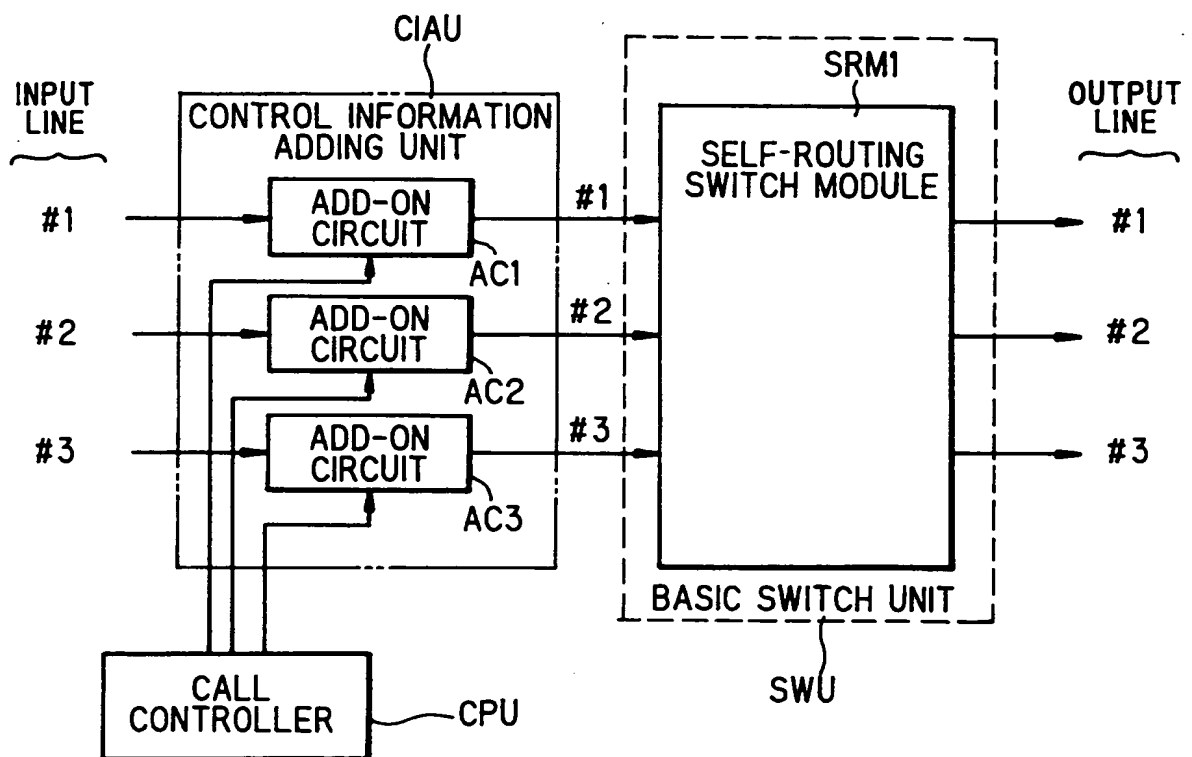 CIAU
SRM1
INPUT
LINE
OUTPUT
LINE
CONTROL INFORMATION
ADDING UNIT
SELF-ROUTING
SWITCH MODULE
#1
ADD-ON
CIRCUIT
AC1
#1
#1
#2
ADD-ON
CIRCUIT
AC2
#2
#2
#3
ADD-ON
CIRCUIT
AC3
#3
#3
BASIC SWITCH UNIT
SWU
CALL
CONTROLLER
CPU